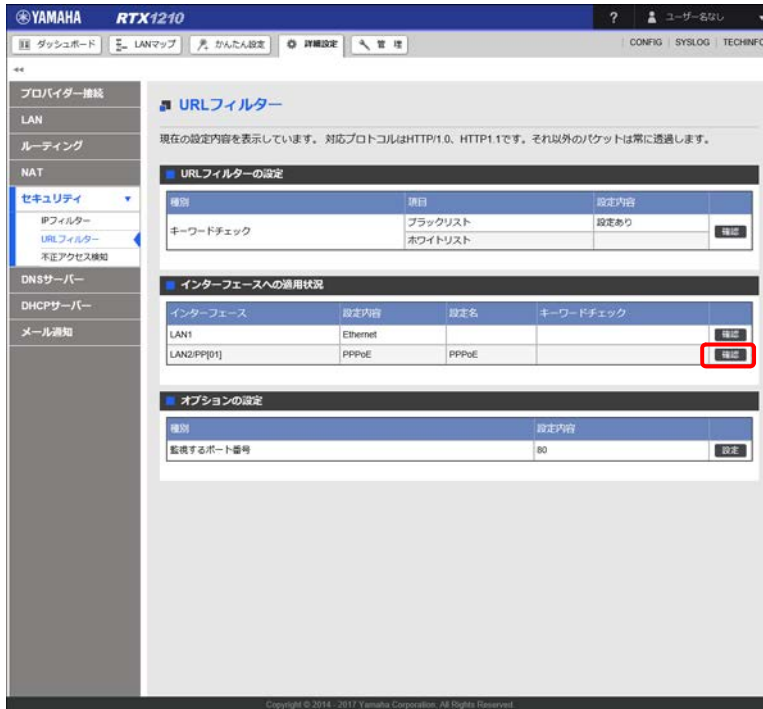 YAMAHA RTX1210 ? ユーザー名なし
ダッシュボード LANマップ かんたん設定 詳細設定 管理 CONFIG SYSLOG TECHINFO
プロバイダー接続
LAN
ルーティング
NAT
セキュリティ
IPフィルター
URLフィルター
不正アクセス検知
DNSサーバー
DHCPサーバー
メール通知
URLフィルター
現在の設定内容を表示しています。 対応プロトコルはHTTP/1.0、HTTP1.1です。それ以外のパケットは常に透過します。
URLフィルターの設定
種別 項目 設定内容
キーワードチェック ブラックリスト 設定あり 確認
ホワイトリスト
インターフェースへの適用状況
インターフェース 設定内容 設定名 キーワードチェック
LAN1 Ethernet 確認
LAN2/PP[01] PPPoE PPPoE 確認
オプションの設定
種別 設定内容
監視するポート番号 80 設定
Copyright © 2014 - 2017 Yamaha Corporation. All Rights Reserved.